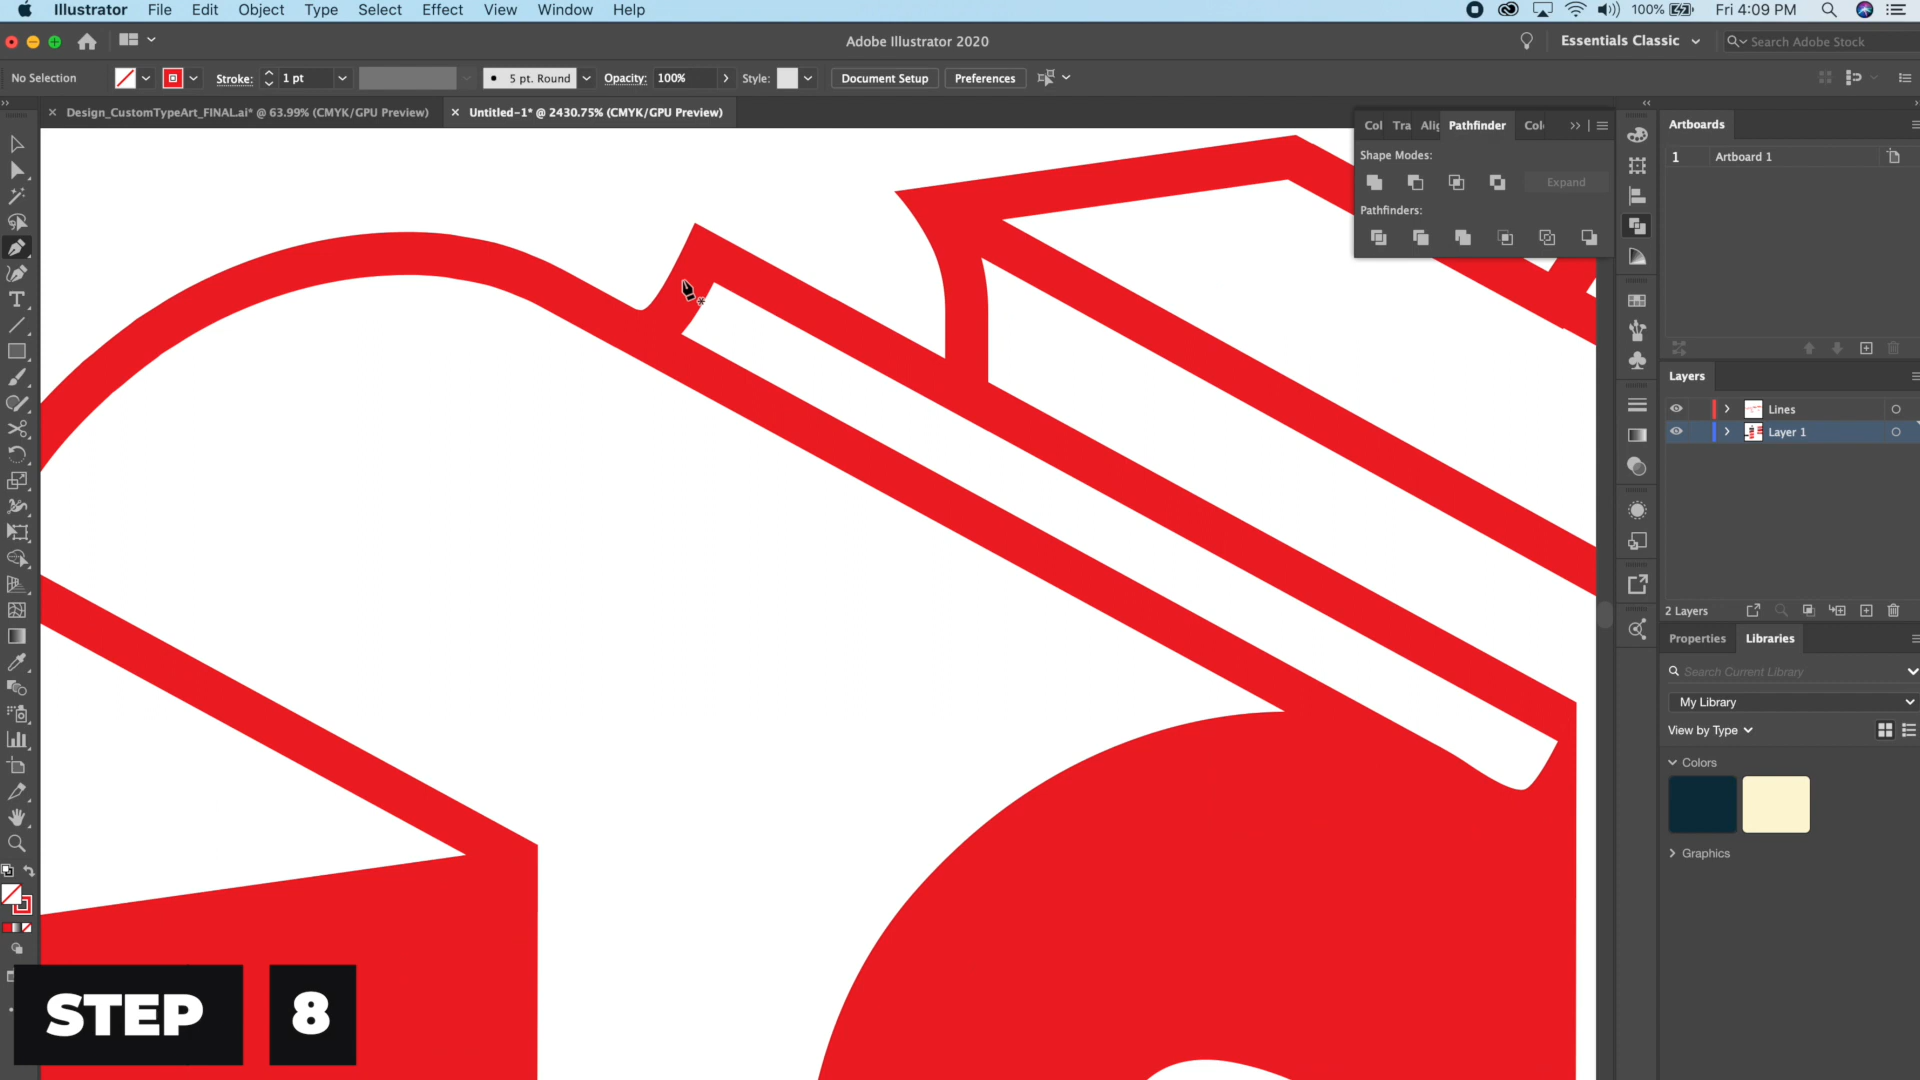 Illustrator File Edit Object Type Select Effect View Window Help
100% Fri 4:09 PM
Adobe Illustrator 2020
Essentials Classic
Search Adobe Stock
No Selection
Stroke: 1 pt
5 pt. Round
Opacity: 100%
Style:
Document Setup
Preferences
Design_CustomTypeArt_FINAL.ai* @ 63.99% (CMYK/GPU Preview)
Untitled-1* @ 2430.75% (CMYK/GPU Preview)
Col Tra Alig Pathfinder Col
Shape Modes:
Expand
Pathfinders:
Artboards
1 Artboard 1
Layers
Lines
Layer 1
2 Layers
Properties Libraries
Search Current Library
My Library
View by Type
Colors
Graphics
STEP 8